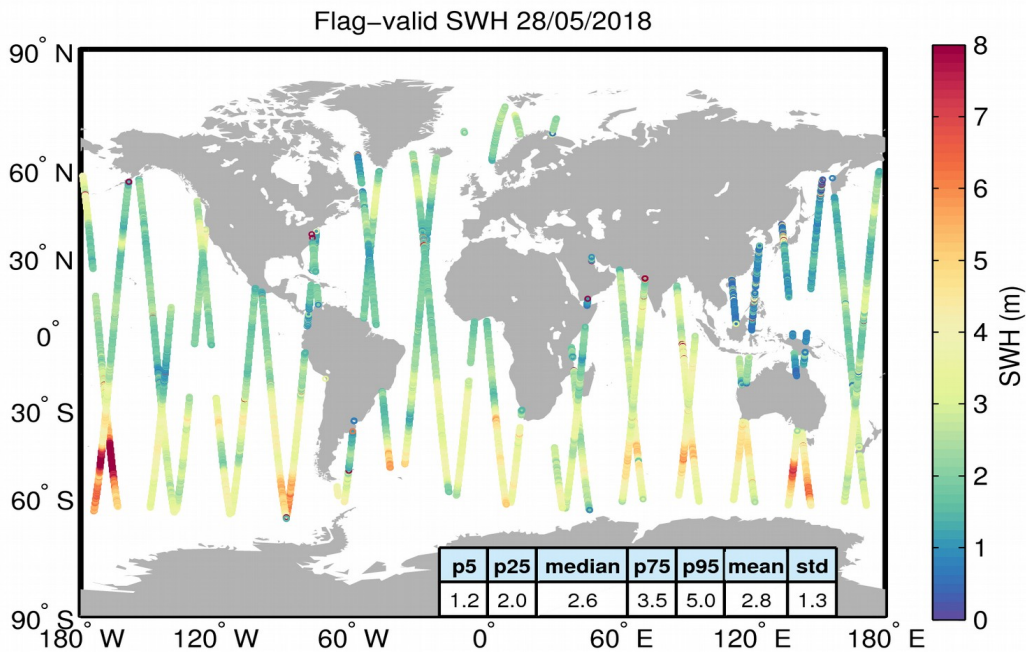 Flag-valid SWH 28/05/2018
90° N
60° N
30° N
0°
30° S
60° S
90° S
180° W
120° W
60° W
0°
60° E
120° E
180° E
p5 p25 median p75 p95 mean std
1.2 2.0 2.6 3.5 5.0 2.8 1.3
8
7
6
5
4
3
2
1
0
SWH (m)